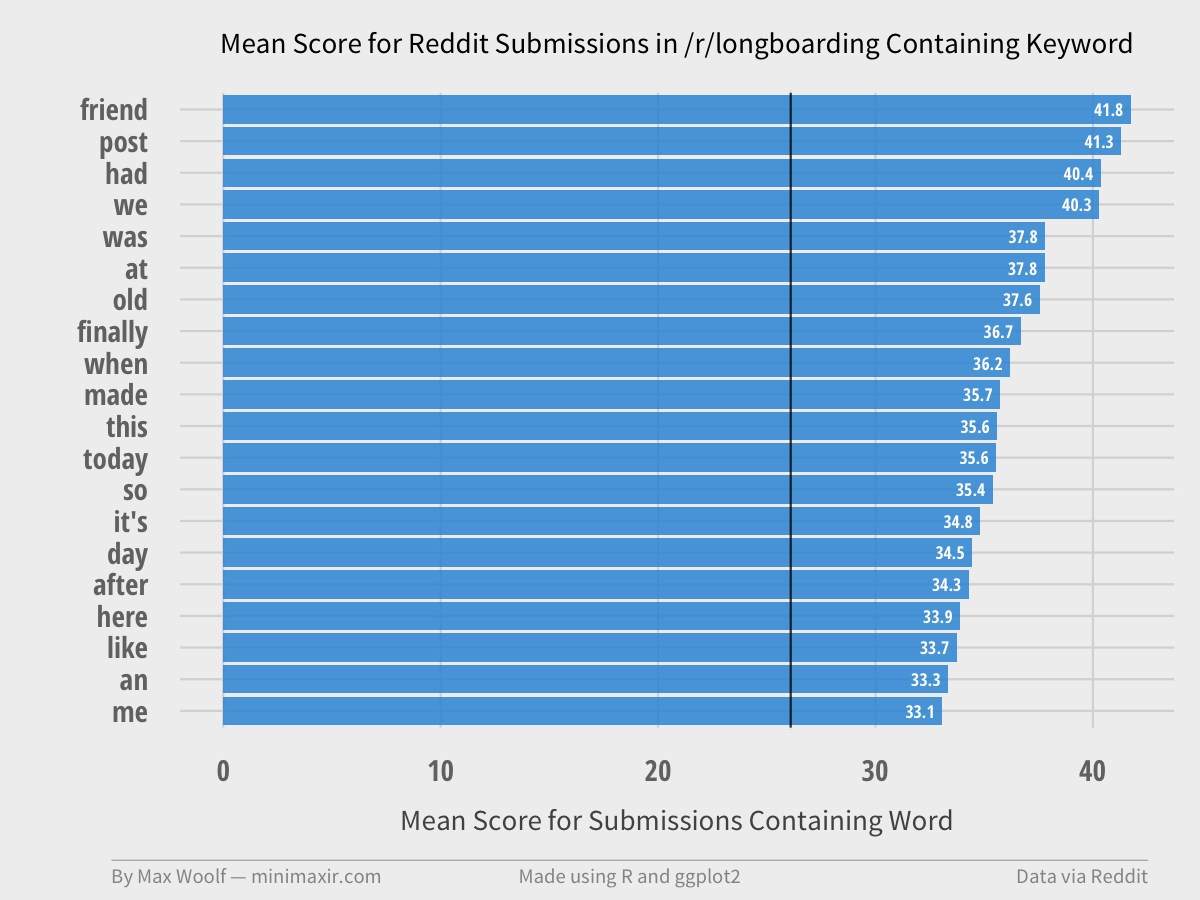 Mean Score for Reddit Submissions in /r/longboarding Containing Keyword
friend 41.8
post 41.3
had 40.4
we 40.3
was 37.8
at 37.8
old 37.6
finally 36.7
when 36.2
made 35.7
this 35.6
today 35.6
so 35.4
it's 34.8
day 34.5
after 34.3
here 33.9
like 33.7
an 33.3
me 33.1
0 10 20 30 40
Mean Score for Submissions Containing Word
By Max Woolf — minimaxir.com Made using R and ggplot2 Data via Reddit